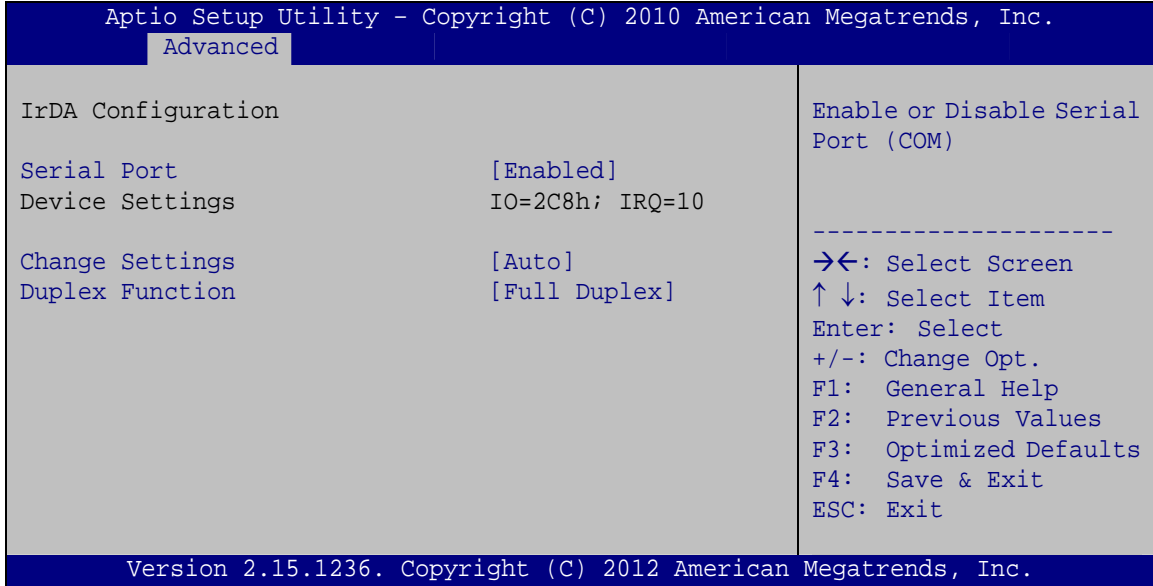 Aptio Setup Utility – Copyright (C) 2010 American Megatrends, Inc.
Advanced
IrDA Configuration
Serial Port [Enabled]
Device Settings IO=2C8h; IRQ=10
Change Settings [Auto]
Duplex Function [Full Duplex]
Enable or Disable Serial
Port (COM)
---------------------
→←: Select Screen
↑ ↓: Select Item
Enter: Select
+/-: Change Opt.
F1: General Help
F2: Previous Values
F3: Optimized Defaults
F4: Save & Exit
ESC: Exit
Version 2.15.1236. Copyright (C) 2012 American Megatrends, Inc.